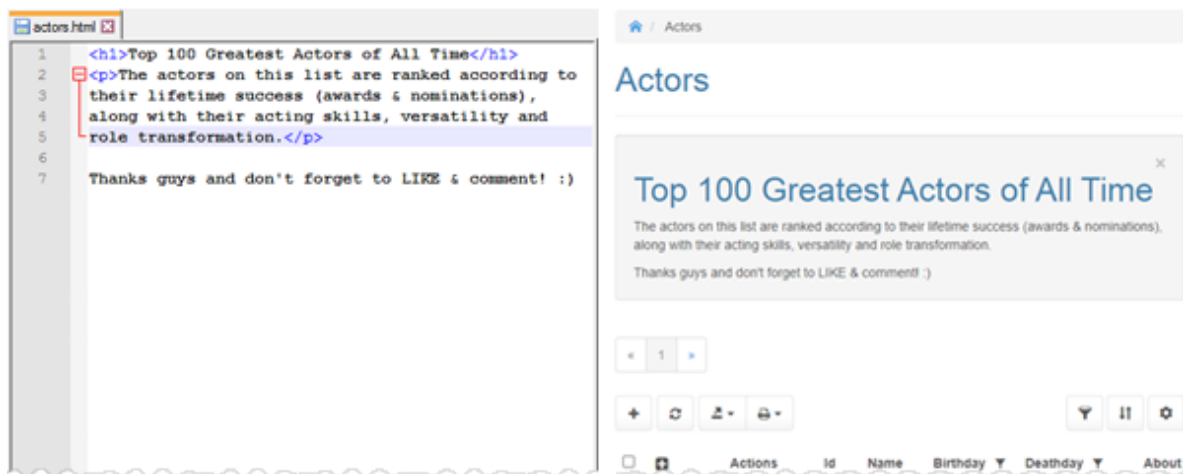 actors.html
1 <h1>Top 100 Greatest Actors of All Time</h1>
2 <p>The actors on this list are ranked according to
3 their lifetime success (awards & nominations),
4 along with their acting skills, versatility and
5 role transformation.</p>
6
7 Thanks guys and don't forget to LIKE & comment! :)
/ Actors
Actors
×
Top 100 Greatest Actors of All Time
The actors on this list are ranked according to their lifetime success (awards & nominations),
along with their acting skills, versatility and role transformation.
Thanks guys and don't forget to LIKE & comment! :)
« 1 »
Actions Id Name Birthday Deathday About